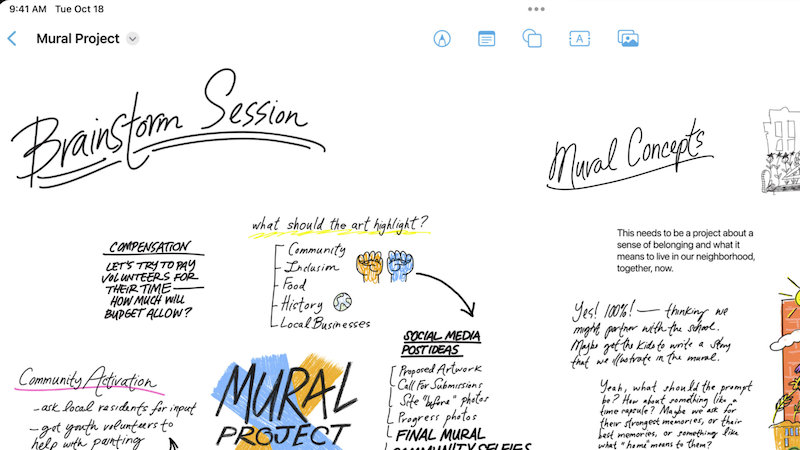 9:41 AM Tue Oct 18
Mural Project
A
Brainstorm Session
Mural Concepts
what should the art highlight?
Community
Inclusion
Food
History
Local Businesses
COMPENSATION
LET'S TRY TO PAY
VOLUNTEERS FOR
THEIR TIME —
HOW MUCH WILL
BUDGET ALLOW?
This needs to be a project about a
sense of belonging and what it
means to live in our neighborhood,
together, now.
Yes! 100%! — thinking we
might partner with the school.
Maybe get the kids to write a story
that we illustrate in the mural.
SOCIAL MEDIA
POST IDEAS
Proposed Artwork
Call For Submissions
Site "before" photos
Progress photos
FINAL MURAL
COMMUNITY SELFIES
Community Activation
- ask local residents for input
- get youth volunteers to
help with painting
MURAL
PROJECT
Yeah, what should the prompt
be? How about something like a
time capsule? Maybe we ask for
their strongest memories, or their
best memories, or something like
what "home" means to them?